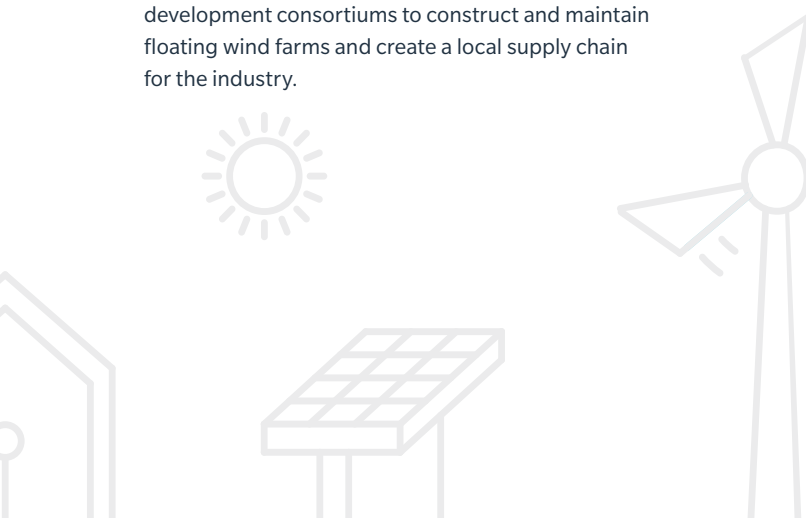 development consortiums to construct and maintain
floating wind farms and create a local supply chain
for the industry.